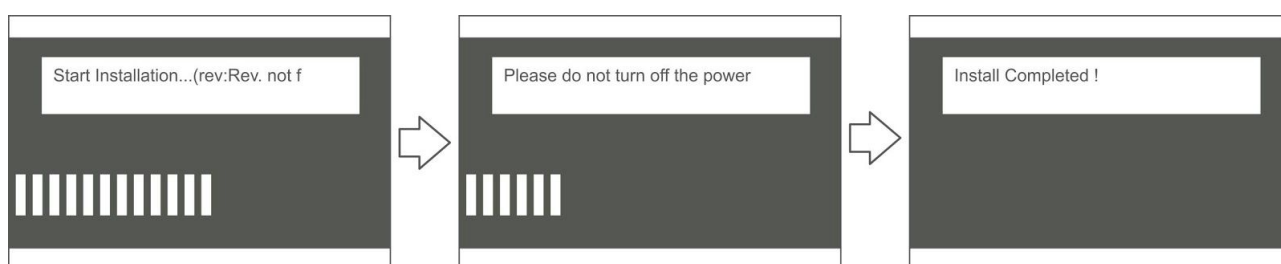 Start Installation...(rev:Rev. not f
Please do not turn off the power
Install Completed !